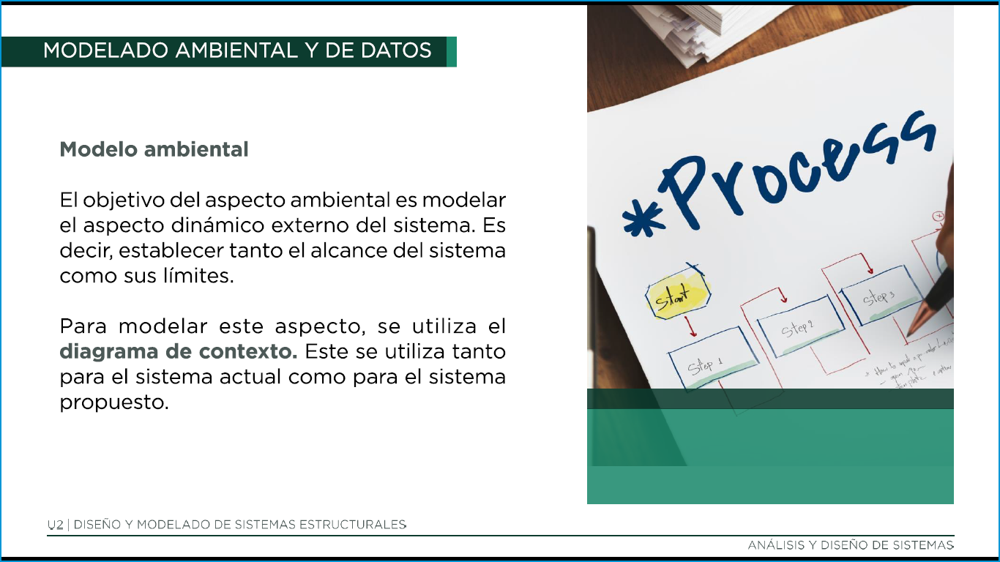 MODELADO AMBIENTAL Y DE DATOS
Modelo ambiental
El objetivo del aspecto ambiental es modelar
el aspecto dinámico externo del sistema. Es
decir, establecer tanto el alcance del sistema
como sus límites.
Para modelar este aspecto, se utiliza el
diagrama de contexto. Este se utiliza tanto
para el sistema actual como para el sistema
propuesto.
*Process
Start
Step 1
Step 2
Step 3
U2 | DISEÑO Y MODELADO DE SISTEMAS ESTRUCTURALES
ANÁLISIS Y DISEÑO DE SISTEMAS